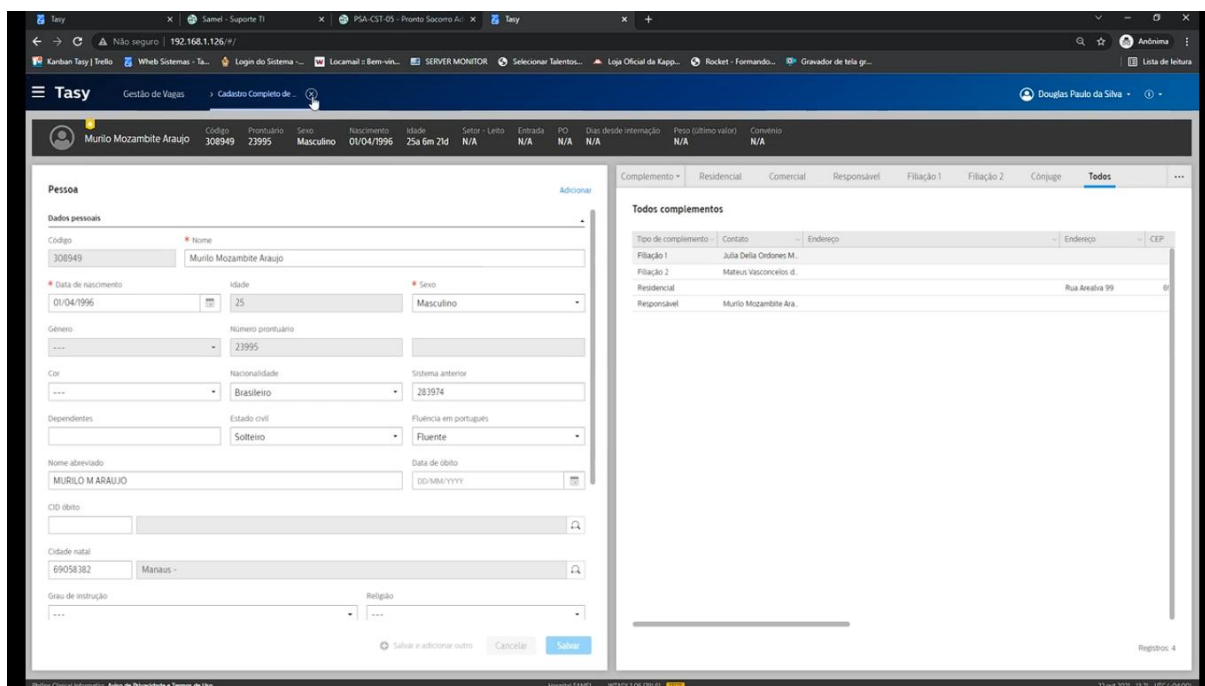 Tasy
Samel - Suporte TI
PSA-CST-05 - Pronto Socorro Ad
Tasy
Não seguro | 192.168.1.126/#/
Anônima
Kanban Tasy | Trello
Wheb Sistemas - Ta...
Login do Sistema -...
Locamail :: Bem-vin...
SERVER MONITOR
Selecionar Talentos...
Loja Oficial da Kapp...
Rocket - Formando...
Gravador de tela gr...
Lista de leitura
Tasy
Gestão de Vagas
Cadastro Completo de ...
Douglas Paulo da Silva
Murilo Mozambite Araujo
Código Prontuário Sexo Nascimento Idade Setor - Leito Entrada PO Dias desde internação Peso (último valor) Convênio
308949 23995 Masculino 01/04/1996 25a 6m 21d N/A N/A N/A N/A N/A N/A
Pessoa
Adicionar
Dados pessoais
Código * Nome
308949 Murilo Mozambite Araujo
* Data de nascimento Idade * Sexo
01/04/1996 25 Masculino
Gênero Número prontuário
--- 23995
Cor Nacionalidade Sistema anterior
--- Brasileiro 283974
Dependentes Estado civil Fluência em português
Solteiro Fluente
Nome abreviado Data de óbito
MURILO M ARAUJO DD/MM/YYYY
CID óbito
Cidade natal
69058382 Manaus -
Grau de instrução Religião
--- ---
Salvar e adicionar outro Cancelar Salvar
Complemento Residencial Comercial Responsável Filiação 1 Filiação 2 Cônjuge Todos ...
Todos complementos
Tipo de complemento Contato Endereço Endereço CEP
Filiação 1 Julia Delia Ordones M..
Filiação 2 Mateus Vasconcelos d..
Residencial Rua Arealva 99
Responsável Murilo Mozambite Ara..
Registros: 4
Hospital SAMEL